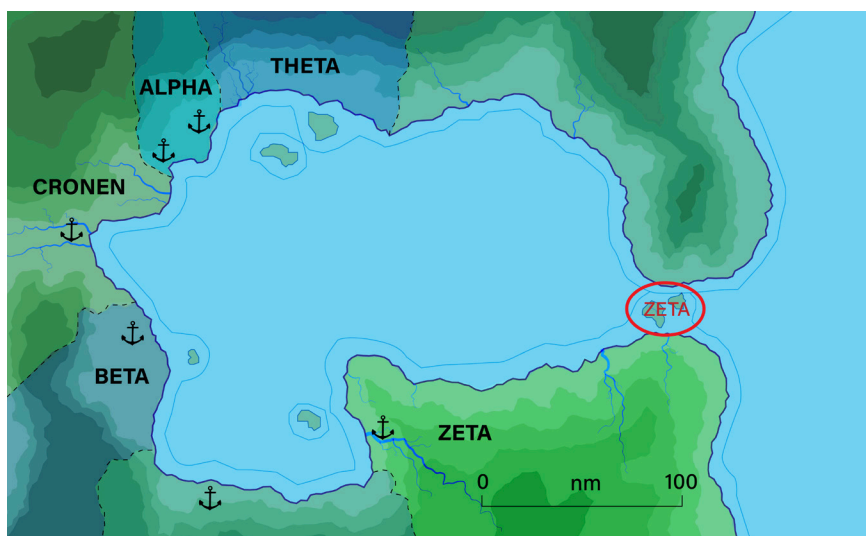 THETA
ALPHA
CRONEN
ZETA
BETA
ZETA
0 nm 100